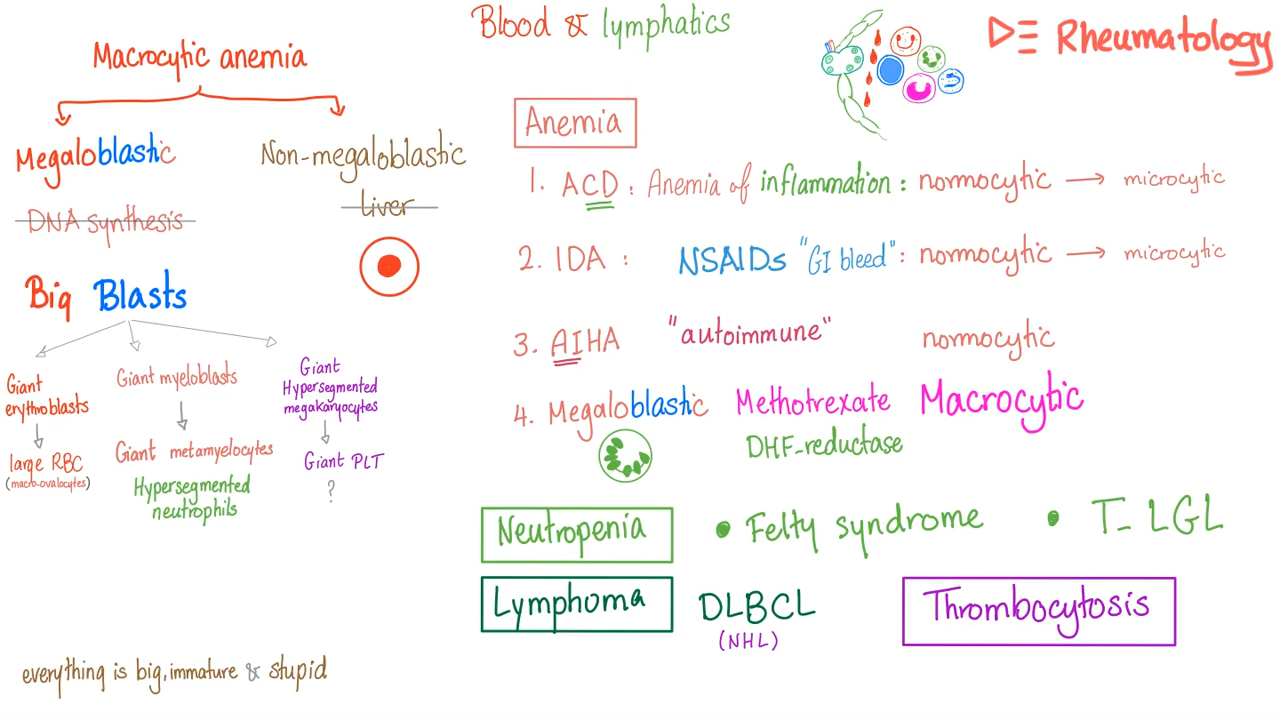 Blood & lymphatics
Rheumatology
Macrocytic anemia
Megaloblastic
Non-megaloblastic
DNA synthesis
liver
Big Blasts
Giant
erythroblasts
large RBC
(macro-ovalocytes)
Giant myeloblasts
Giant metamyelocytes
Hypersegmented
neutrophils
Giant
Hypersegmented
megakaryocytes
Giant PLT
?
everything is big, immature & stupid
Anemia
1. ACD : Anemia of inflammation : normocytic → microcytic
2. IDA : NSAIDs "GI bleed" : normocytic → microcytic
3. AIHA "autoimmune" normocytic
4. Megaloblastic Methotrexate Macrocytic
DHF-reductase
Neutropenia • Felty syndrome • T-LGL
Lymphoma DLBCL
(NHL)
Thrombocytosis